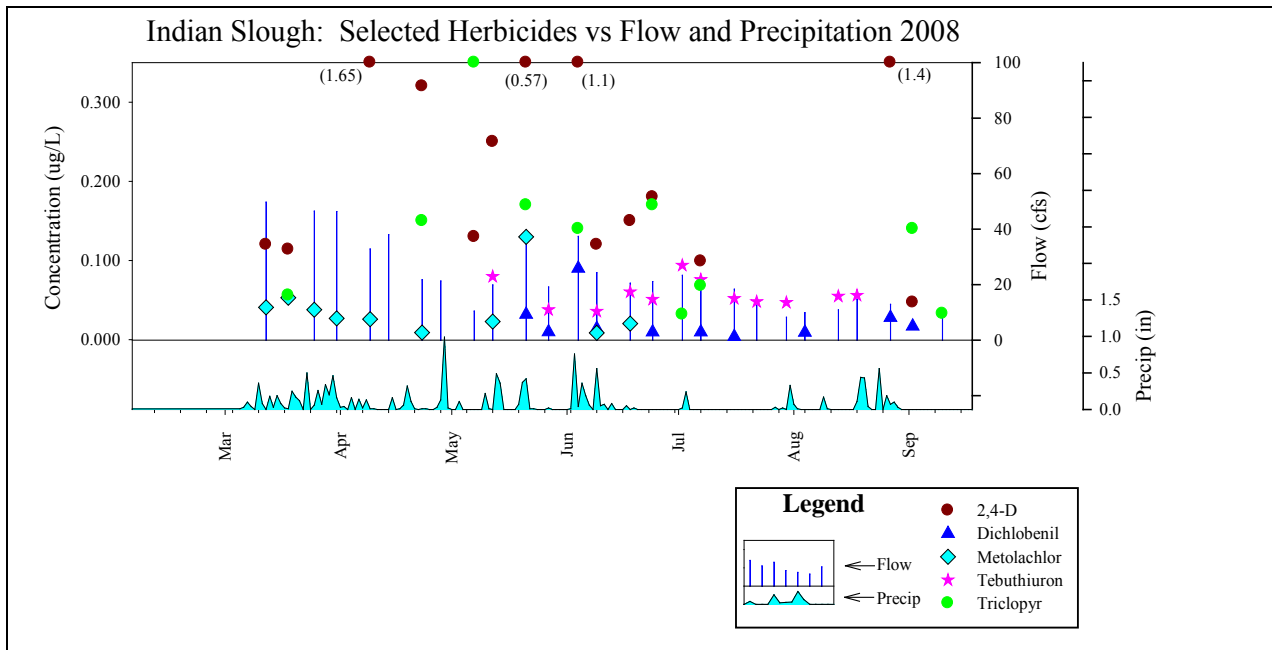 Indian Slough:  Selected Herbicides vs Flow and Precipitation 2008
(1.65)
(0.57)
(1.1)
(1.4)
Concentration (ug/L)
0.300
0.200
0.100
0.000
100
80
60
40
20
0
Flow (cfs)
1.5
1.0
0.5
0.0
Precip (in)
Mar
Apr
May
Jun
Jul
Aug
Sep
Legend
Flow
Precip
2,4-D
Dichlobenil
Metolachlor
Tebuthiuron
Triclopyr